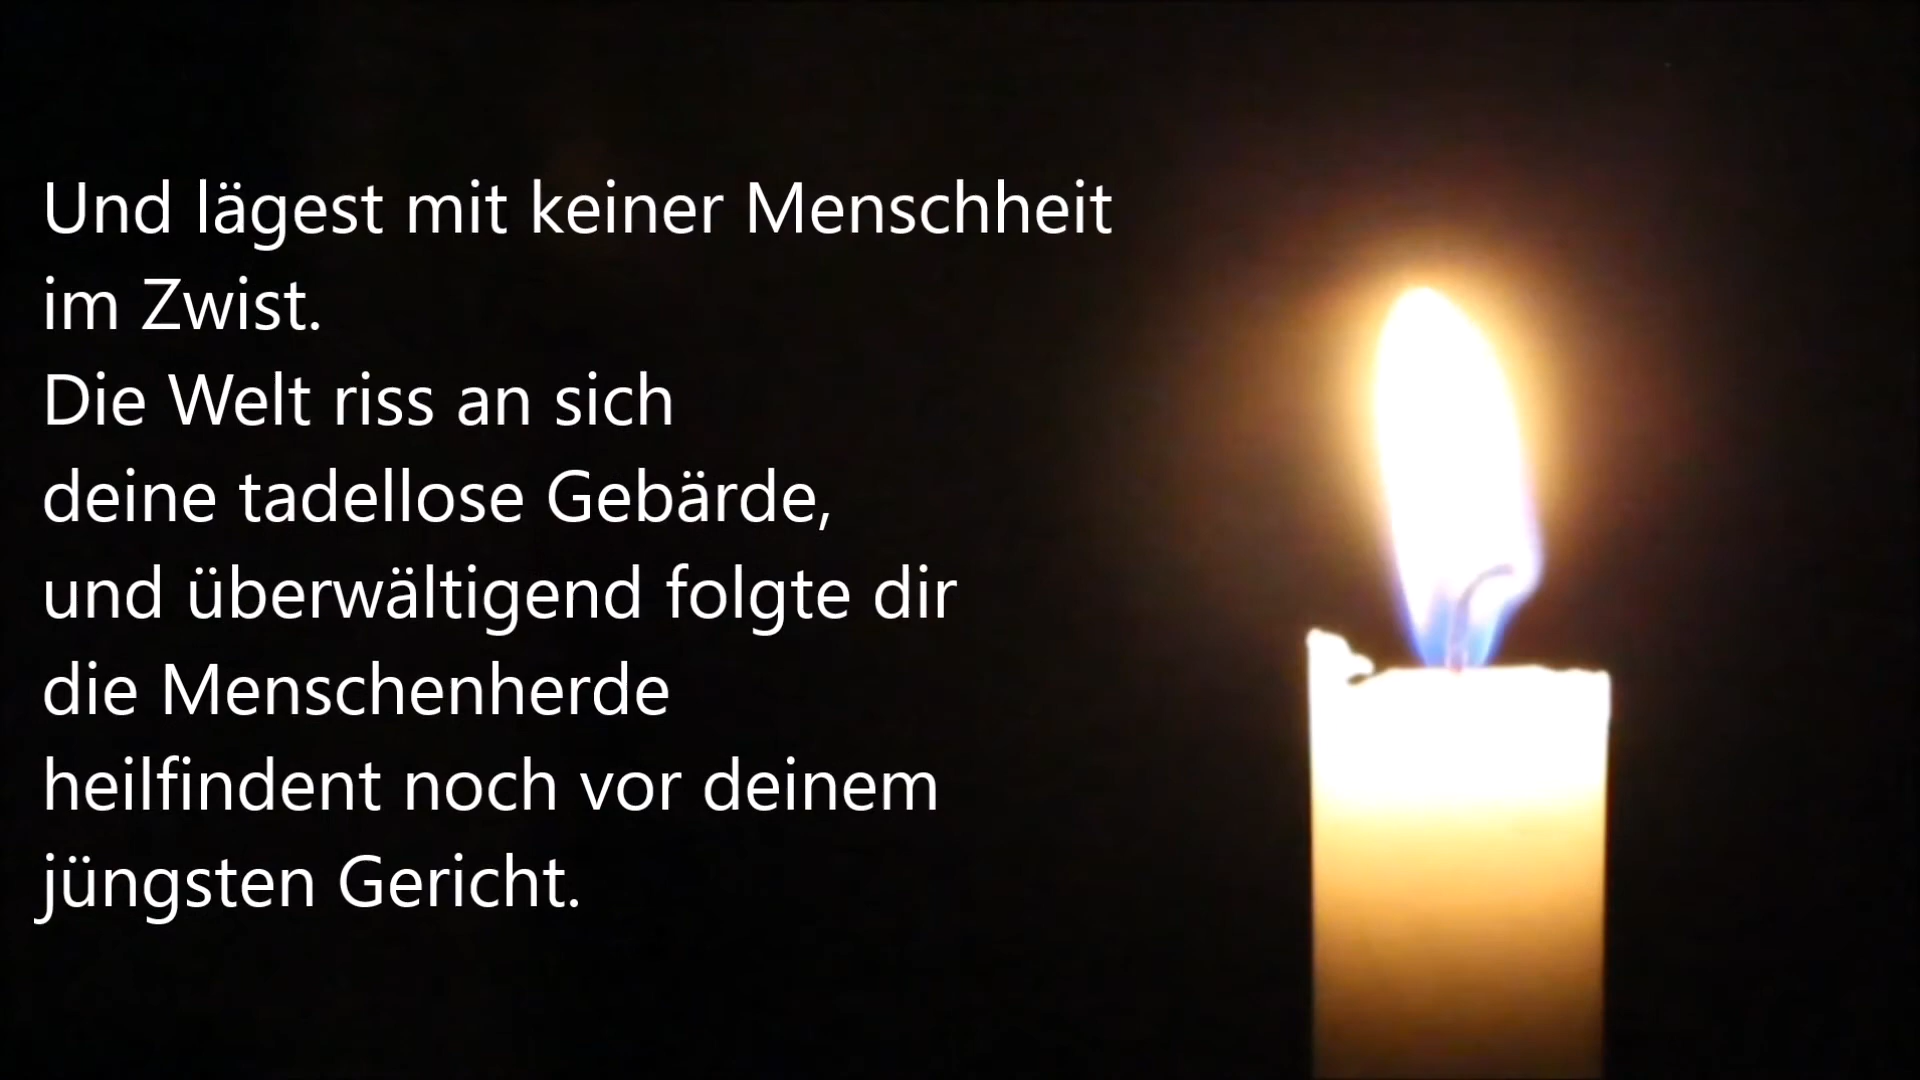 Und lägest mit keiner Menschheit
im Zwist.
Die Welt riss an sich
deine tadellose Gebärde,
und überwältigend folgte dir
die Menschenherde
heilfindent noch vor deinem
jüngsten Gericht.